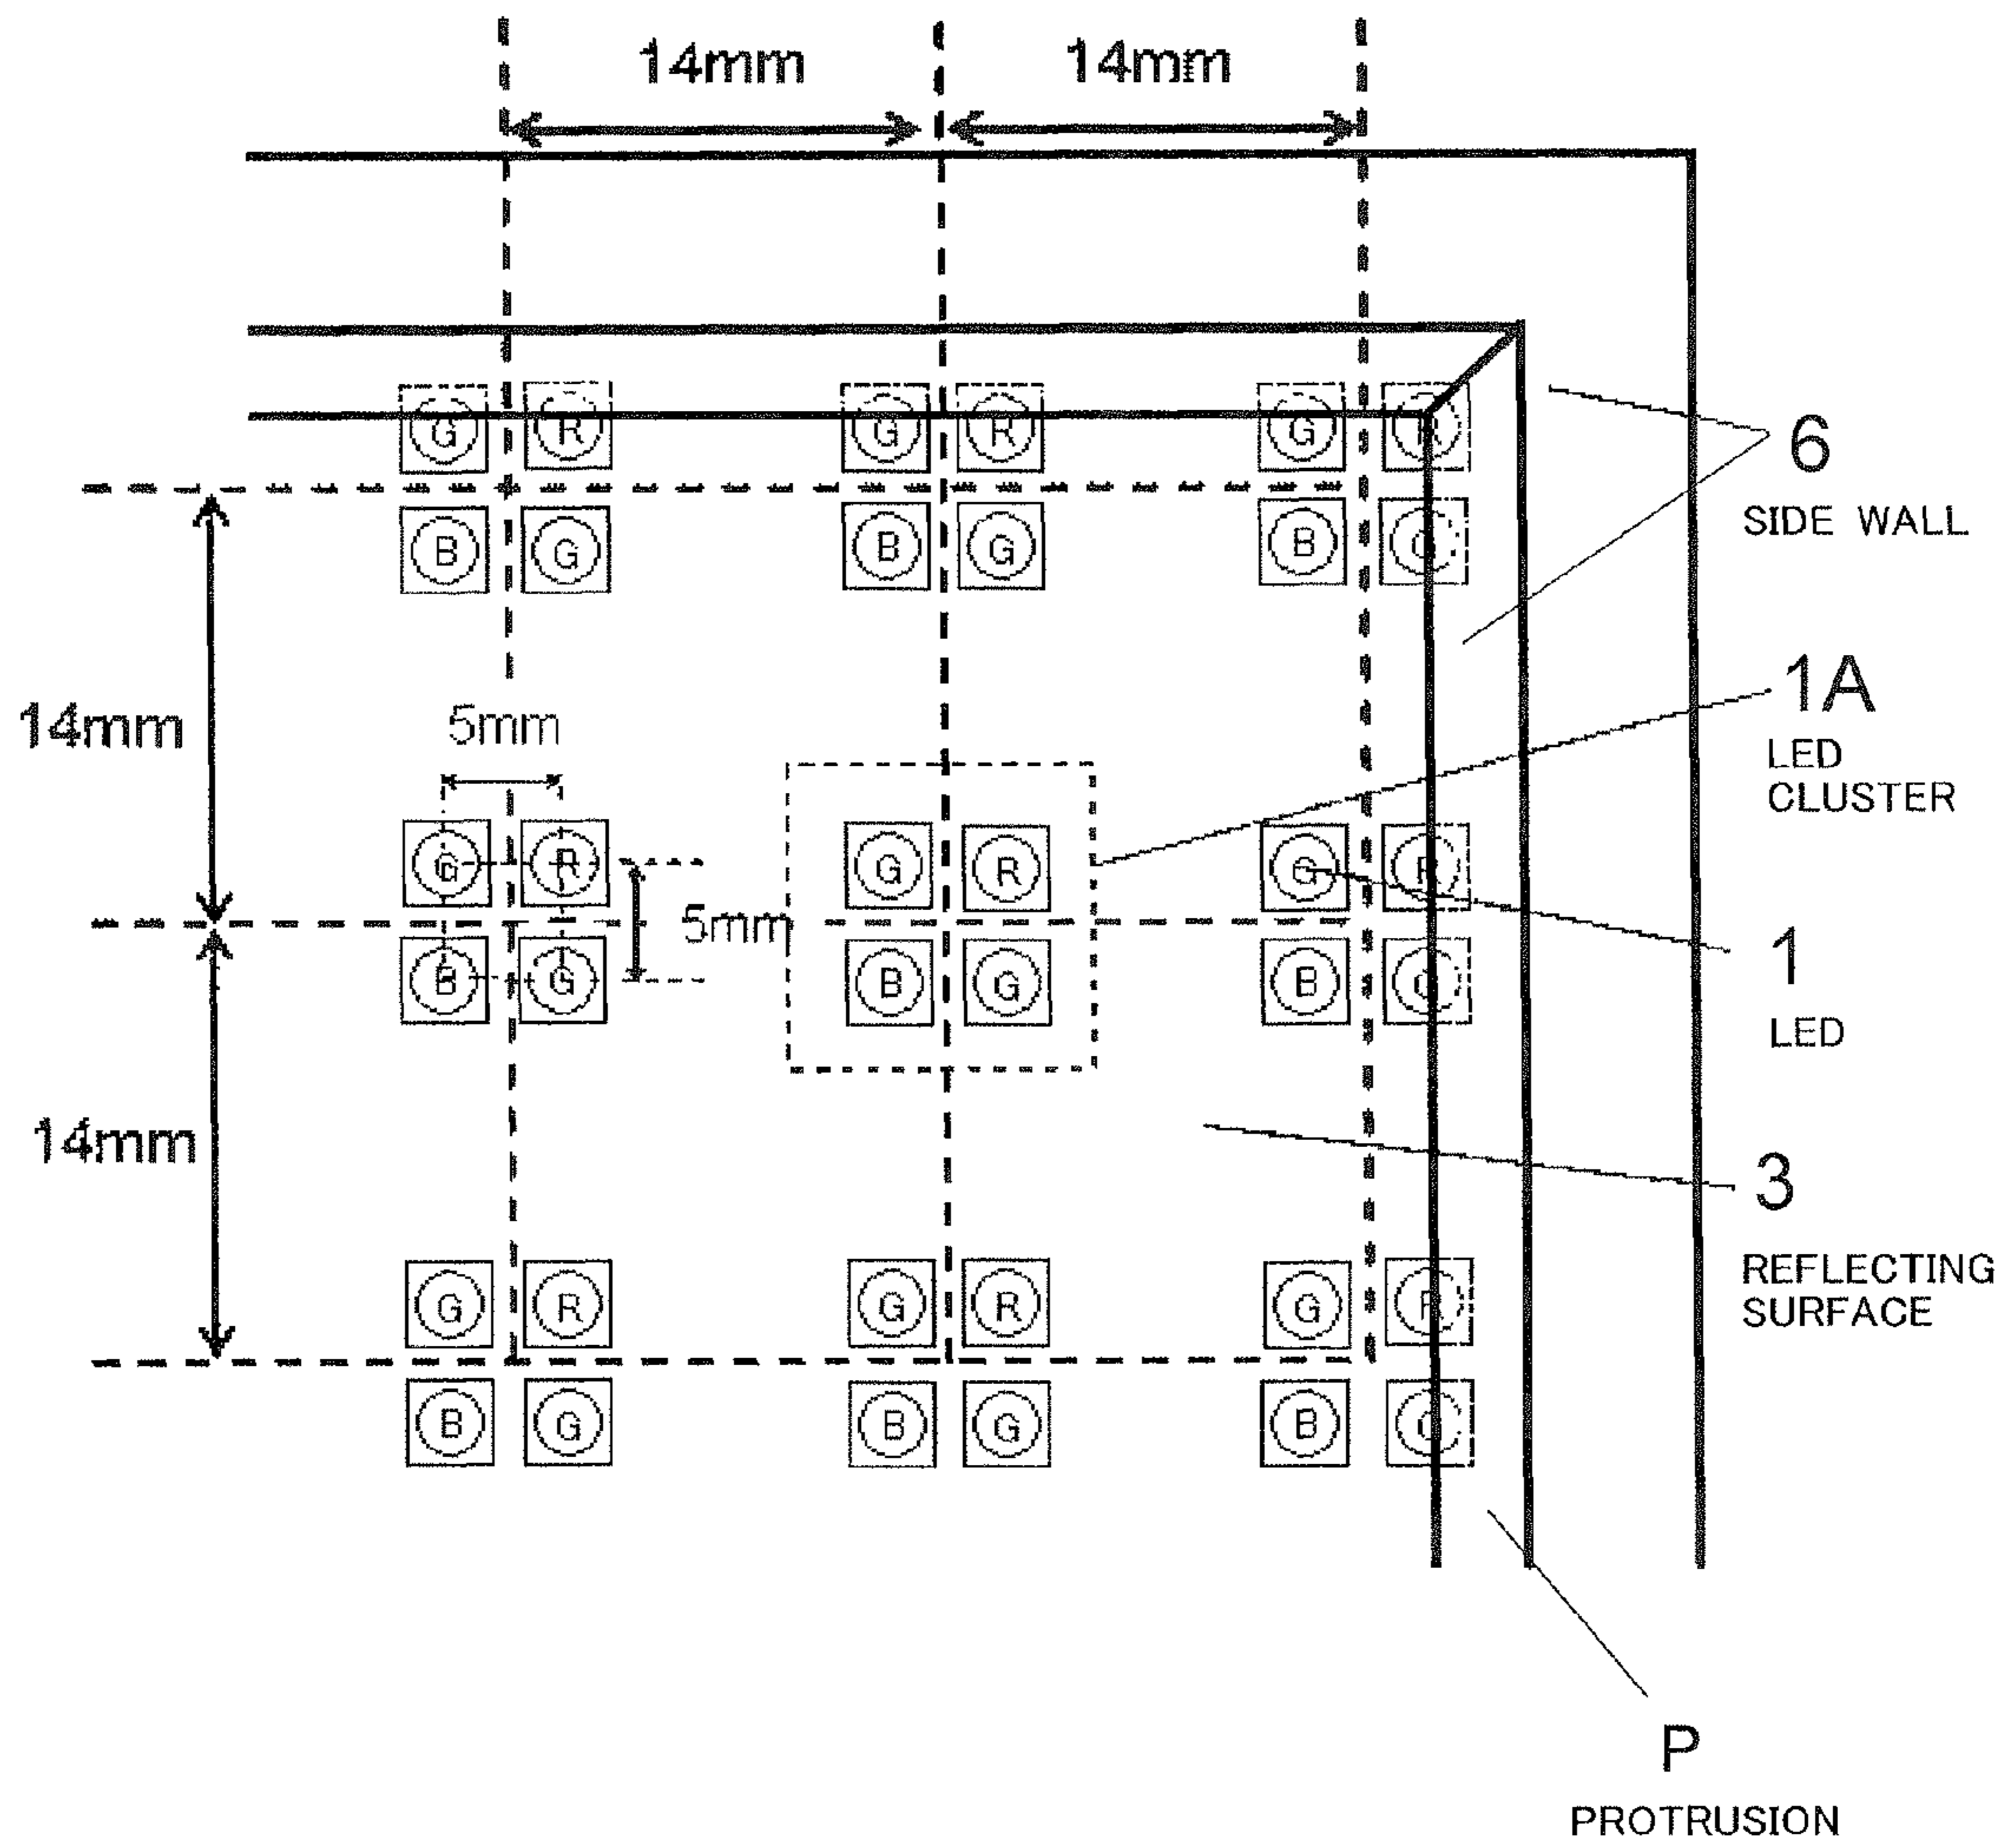 14mm 14mm
G R G R G R
6
SIDE WALL
B G B G B G
1A
LED
CLUSTER
14mm
5mm
G R G R G R
5mm
B G B G B G
1
LED
14mm
3
REFLECTING
SURFACE
G R G R G R
B G B G B G
P
PROTRUSION